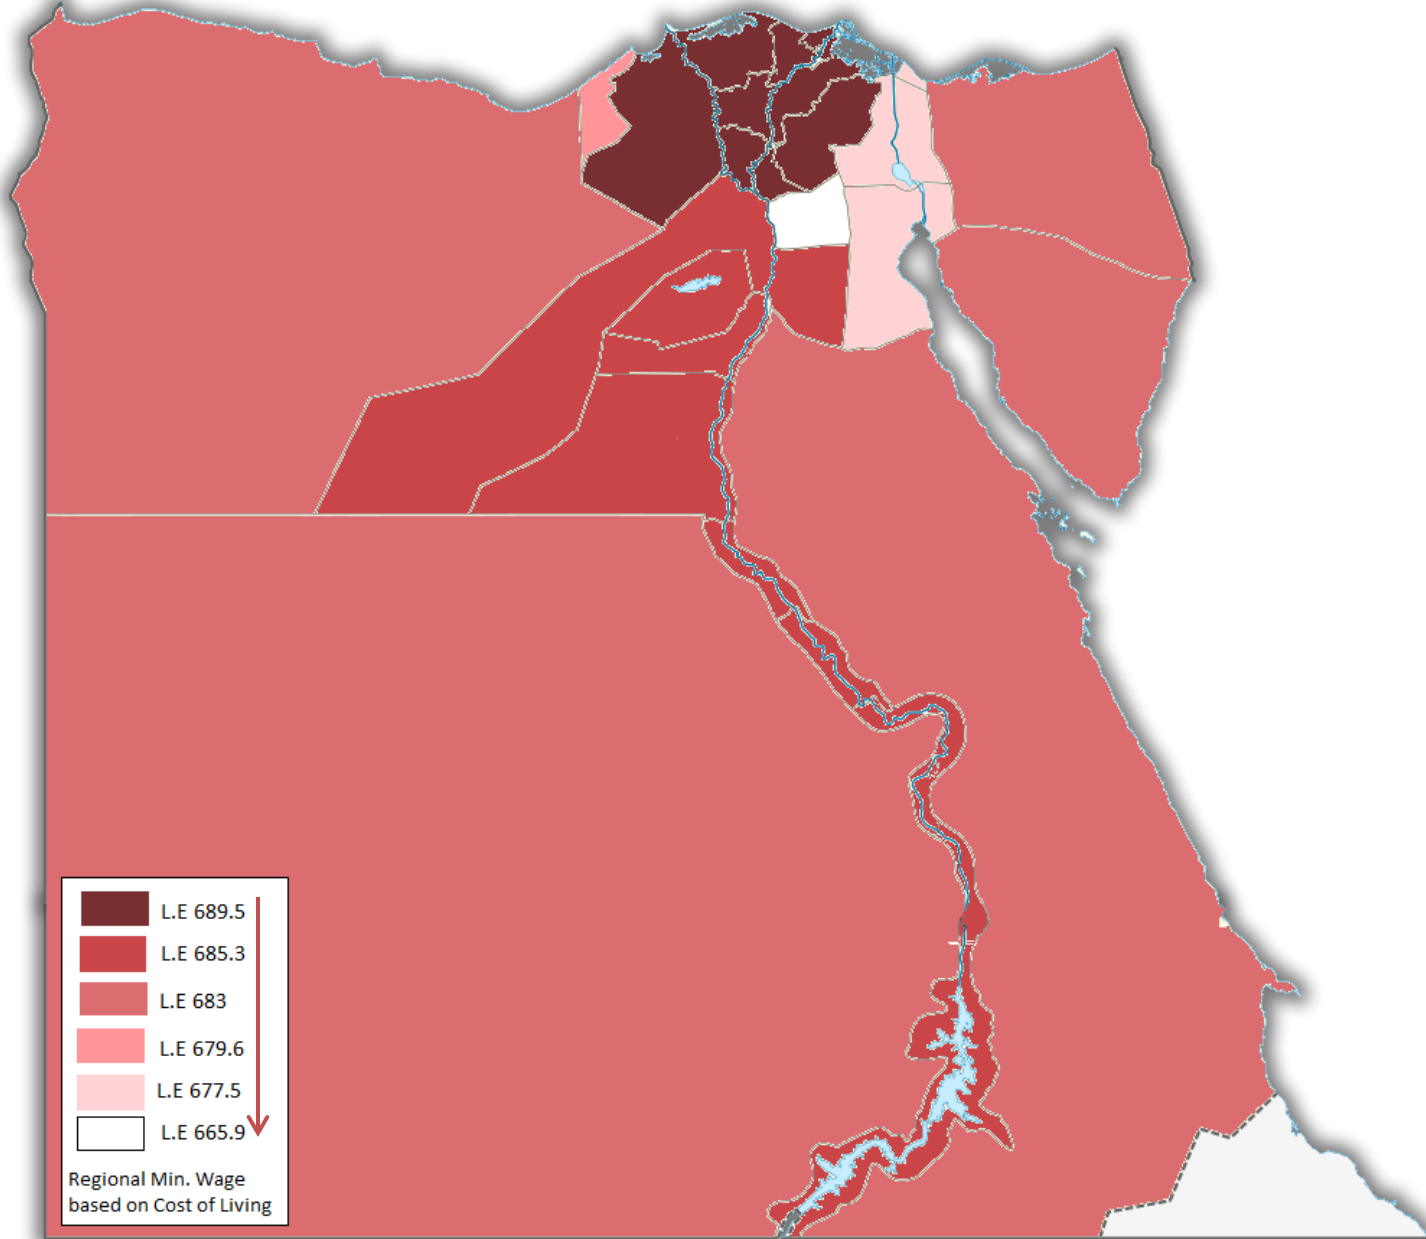 L.E 689.5
L.E 685.3
L.E 683
L.E 679.6
L.E 677.5
L.E 665.9
Regional Min. Wage
based on Cost of Living